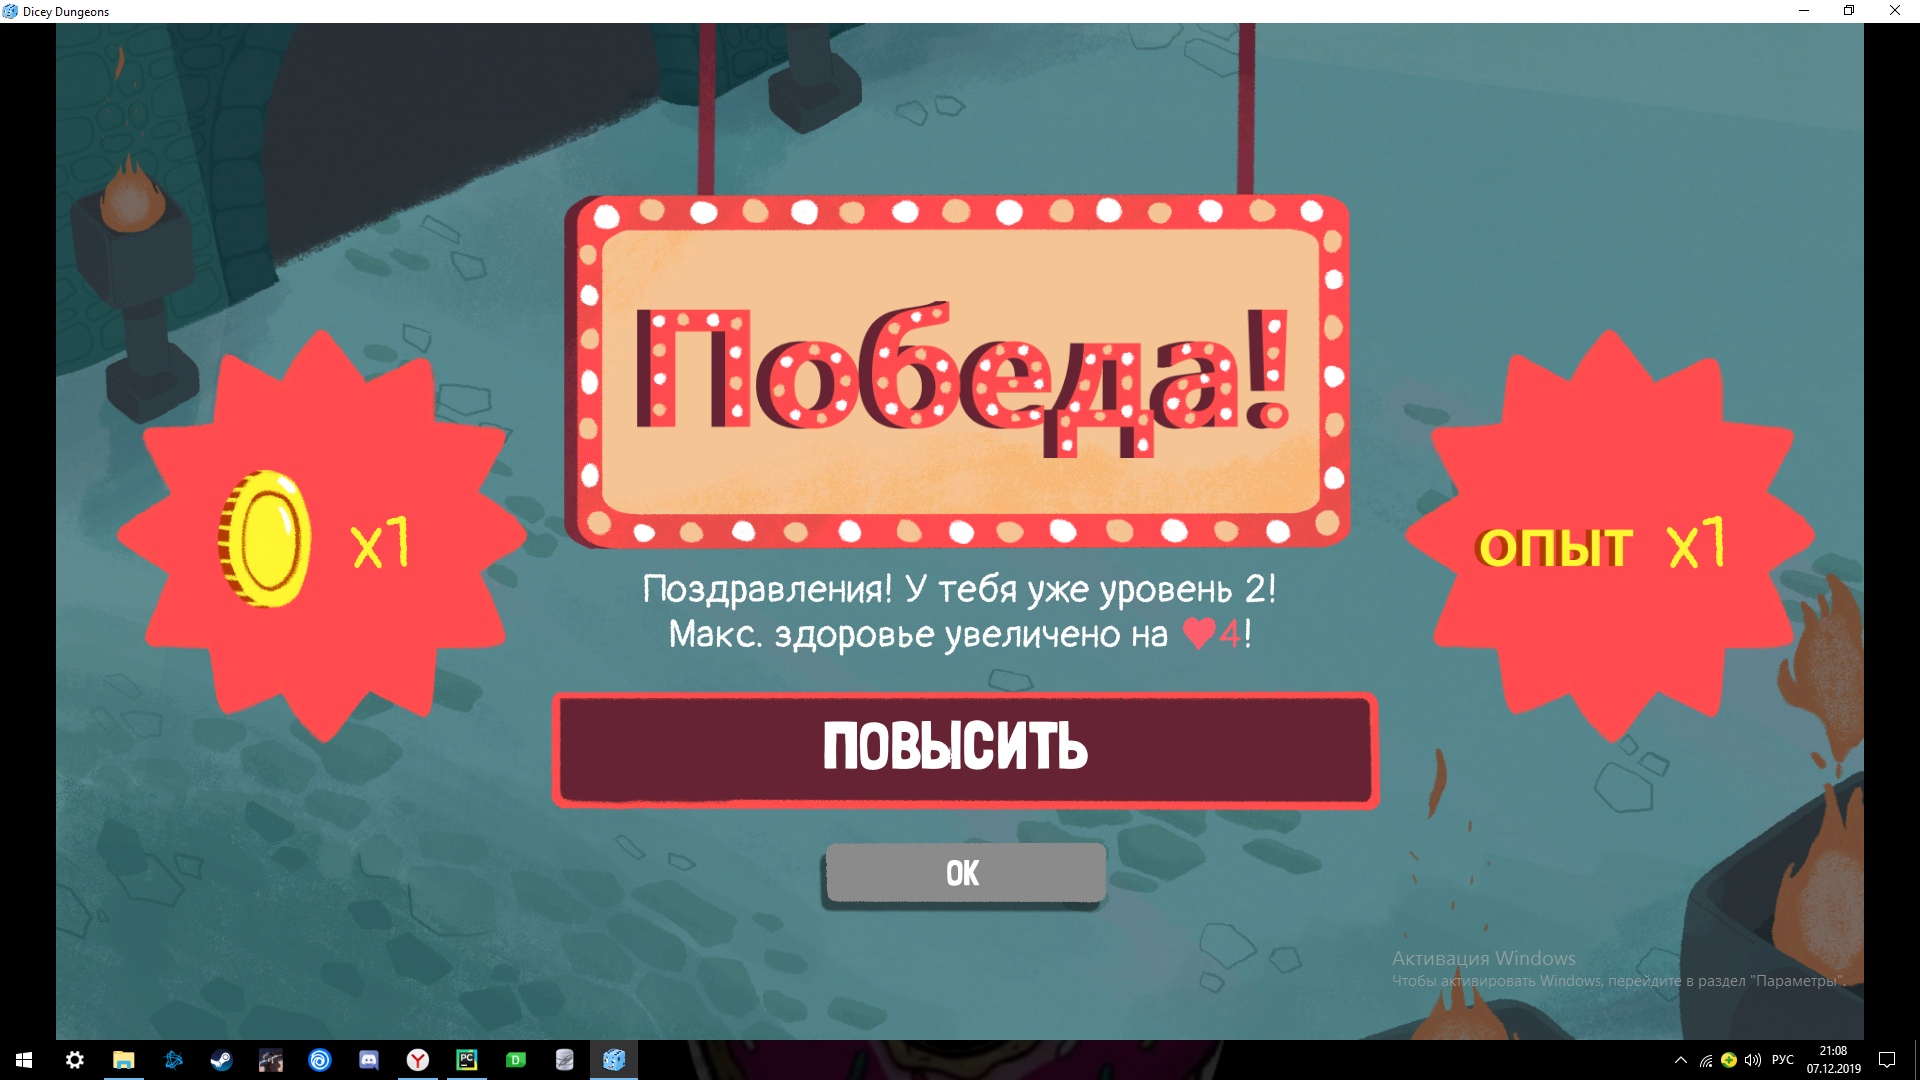 Dicey Dungeons
Победа!
x1
ОПЫТ x1
Поздравления! У тебя уже уровень 2!
Макс. здоровье увеличено на ♥4!
ПОВЫСИТЬ
ОК
Активация Windows
Чтобы активировать Windows, перейдите в раздел "Параметры".
РУС
21:08
07.12.2019